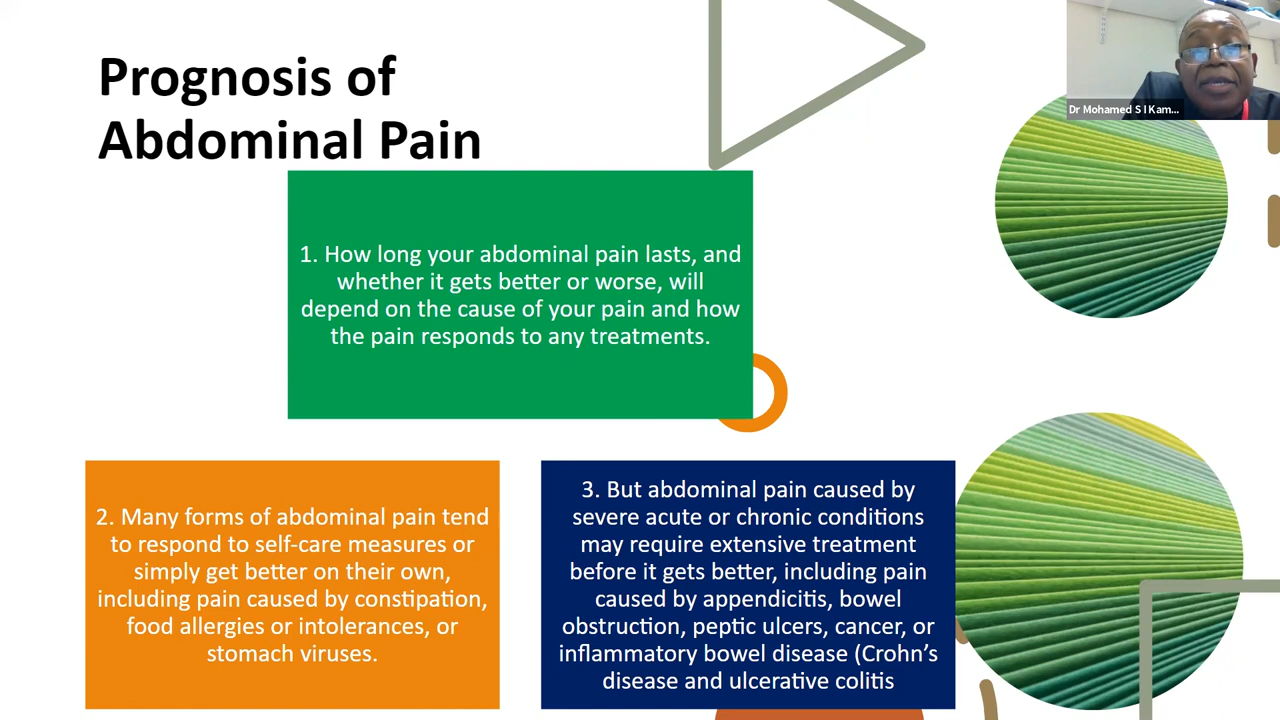 Prognosis of
Abdominal Pain
Dr Mohamed S I Kam...
1. How long your abdominal pain lasts, and
whether it gets better or worse, will
depend on the cause of your pain and how
the pain responds to any treatments.
2. Many forms of abdominal pain tend
to respond to self-care measures or
simply get better on their own,
including pain caused by constipation,
food allergies or intolerances, or
stomach viruses.
3. But abdominal pain caused by
severe acute or chronic conditions
may require extensive treatment
before it gets better, including pain
caused by appendicitis, bowel
obstruction, peptic ulcers, cancer, or
inflammatory bowel disease (Crohn’s
disease and ulcerative colitis